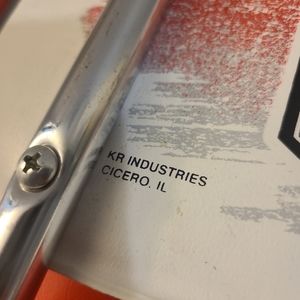 KR INDUSTRIES
CICERO, IL